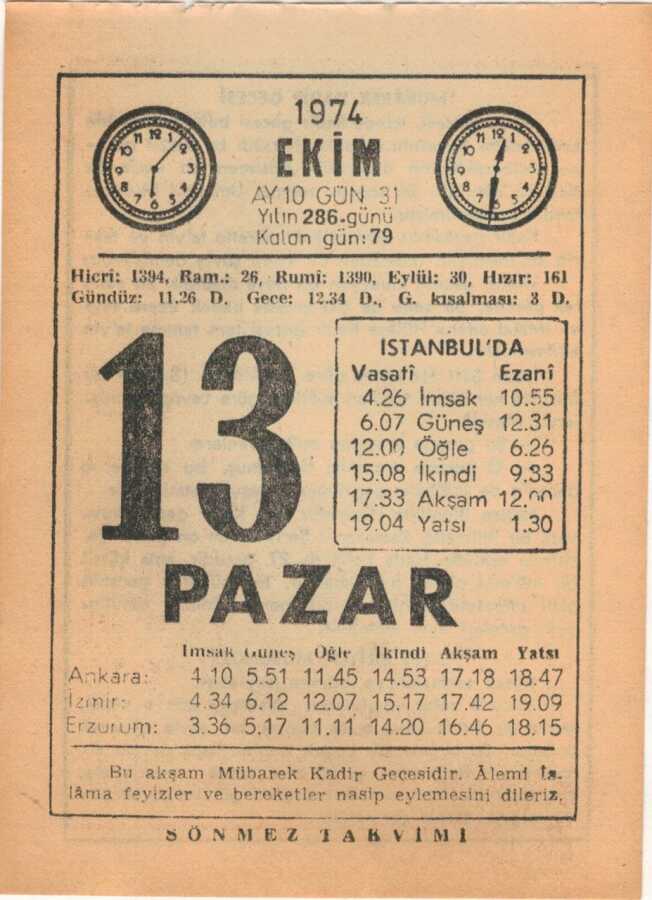 1974
EKİM
AY 10 GÜN 31
Yılın 286.günü
Kalan gün: 79
Hicrî: 1394, Ram.: 26, Rumî: 1390, Eylül: 30, Hızır: 161
Gündüz: 11.26 D. Gece: 12.34 D., G. kısalması: 3 D.
13
ISTANBUL'DA
Vasatî Ezanî
4.26 İmsak 10.55
6.07 Güneş 12.31
12.00 Öğle 6.26
15.08 İkindi 9.33
17.33 Akşam 12.00
19.04 Yatsı 1.30
PAZAR
Imsak Güneş Öğle İkindi Akşam Yatsı
Ankara: 4.10 5.51 11.45 14.53 17.18 18.47
İzmir: 4.34 6.12 12.07 15.17 17.42 19.09
Erzurum: 3.36 5.17 11.11 14.20 16.46 18.15
Bu akşam Mübarek Kadir Gecesidir. Âlemi İs-
lâma feyizler ve bereketler nasip eylemesini dileriz.
SÖNMEZ TAKVİMİ